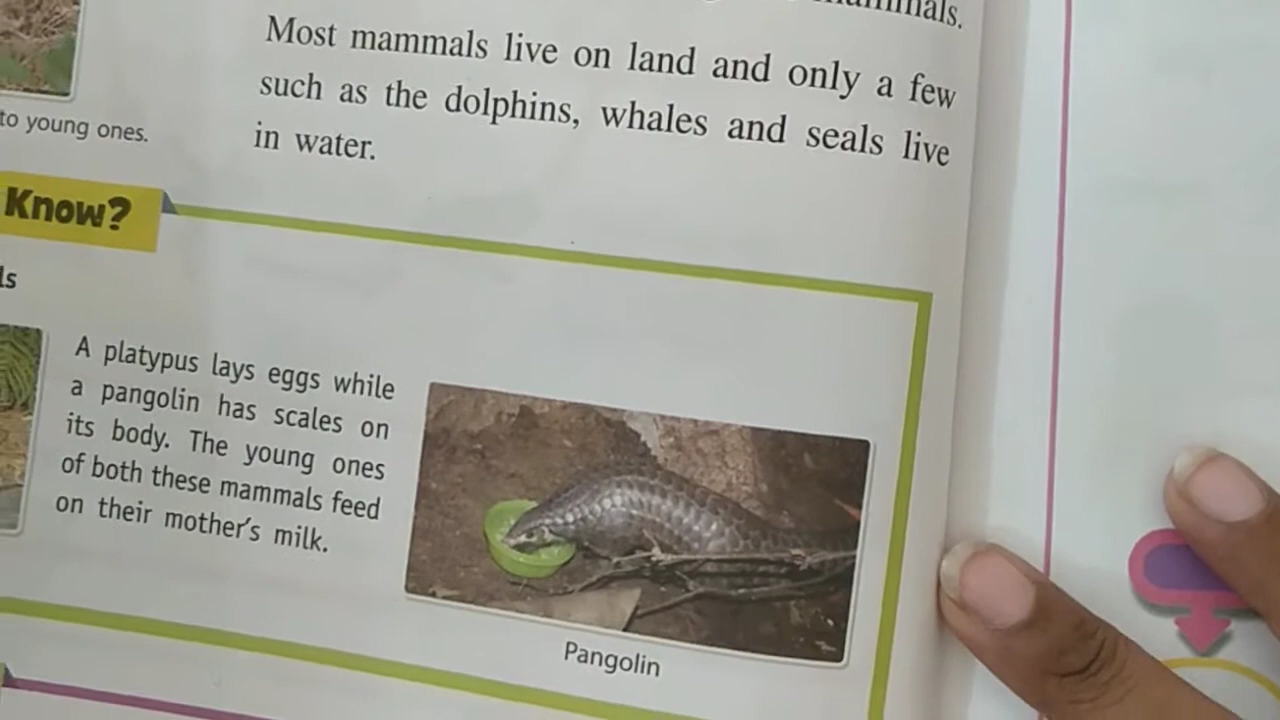 mammals.
Most mammals live on land and only a few
such as the dolphins, whales and seals live
in water.
to young ones.
Know?
ls
A platypus lays eggs while
a pangolin has scales on
its body. The young ones
of both these mammals feed
on their mother's milk.
Pangolin